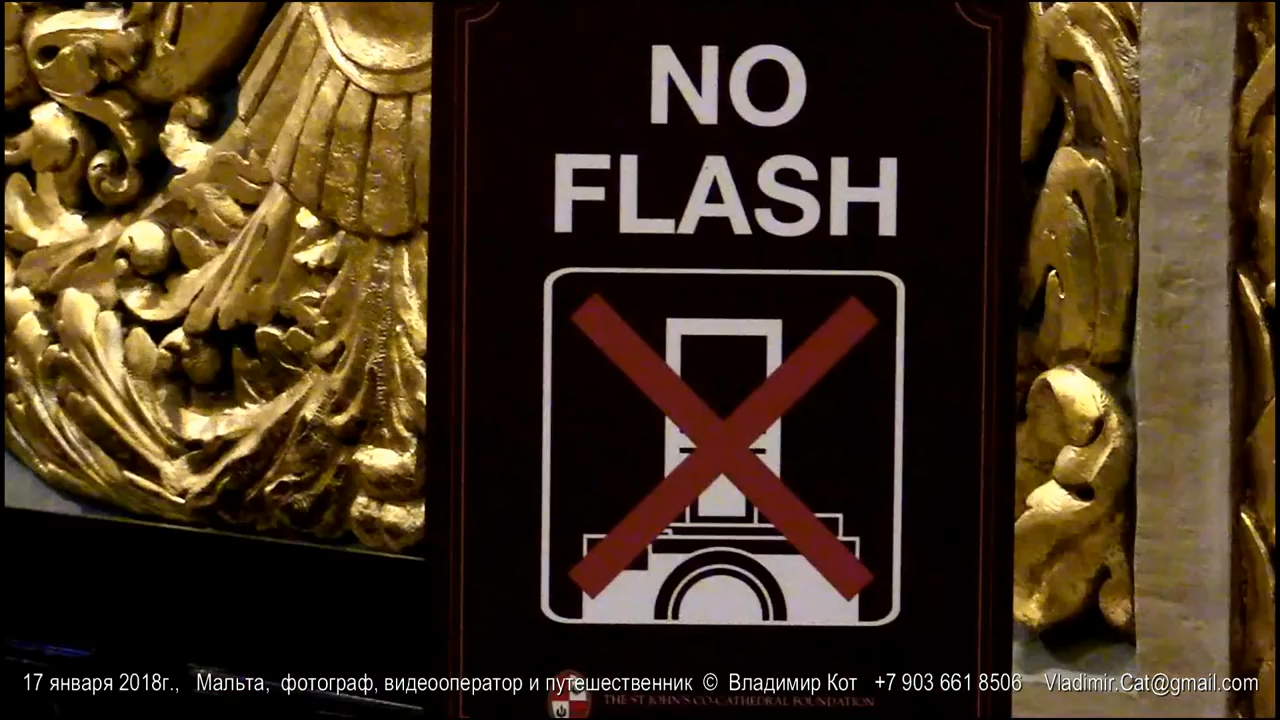 NO
FLASH
17 января 2018г., Мальта, фотограф, видеооператор и путешественник © Владимир Кот +7 903 661 8506 Vladimir.Cat@gmail.com
THE ST JOHN'S CO-CATHEDRAL FOUNDATION